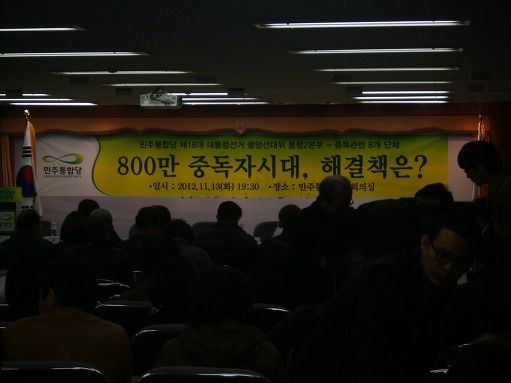 민주통합당
민주통합당 제18대 대통령선거 중앙선대위 동행2본부 - 중독관련 8개 단체
800만 중독자시대, 해결책은?
•일시 : 2012.11.13(화) 19:30 •장소 : 민주 회의실